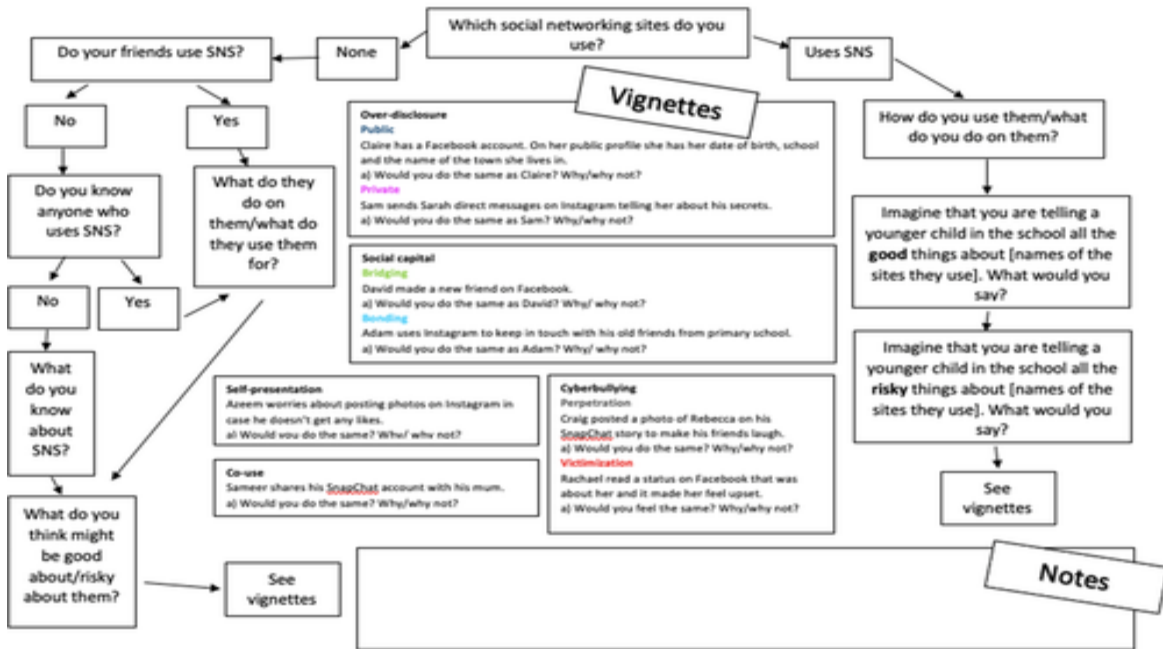 Which social networking sites do you
use?
Do your friends use SNS?
None
Uses SNS
No
Yes
How do you use them/what
do you do on them?
Do you know
anyone who
uses SNS?
What do they
do on
them/what do
they use them
for?
No
Yes
What
do you
know
about
SNS?
What do you
think might
be good
about/risky
about them?
See
vignettes
Imagine that you are telling a
younger child in the school all the
good things about [names of the
sites they use]. What would you
say?
Imagine that you are telling a
younger child in the school all the
risky things about [names of the
sites they use]. What would you
say?
See
vignettes
Vignettes
Over-disclosure
Public
Claire has a Facebook account. On her public profile she has her date of birth, school
and the name of the town she lives in.
a) Would you do the same as Claire? Why/why not?
Private
Sam sends Sarah direct messages on Instagram telling her about his secrets.
a) Would you do the same as Sam? Why/why not?
Social capital
Bridging
David made a new friend on Facebook.
a) Would you do the same as David? Why/ why not?
Bonding
Adam uses Instagram to keep in touch with his old friends from primary school.
a) Would you do the same as Adam? Why/ why not?
Self-presentation
Azeem worries about posting photos on Instagram in
case he doesn't get any likes.
a) Would you do the same? Why/ why not?
Co-use
Sameer shares his SnapChat account with his mum.
a) Would you do the same? Why/why not?
Cyberbullying
Perpetration
Craig posted a photo of Rebecca on his
SnapChat story to make his friends laugh.
a) Would you do the same? Why/why not?
Victimization
Rachael read a status on Facebook that was
about her and it made her feel upset.
a) Would you feel the same? Why/why not?
Notes